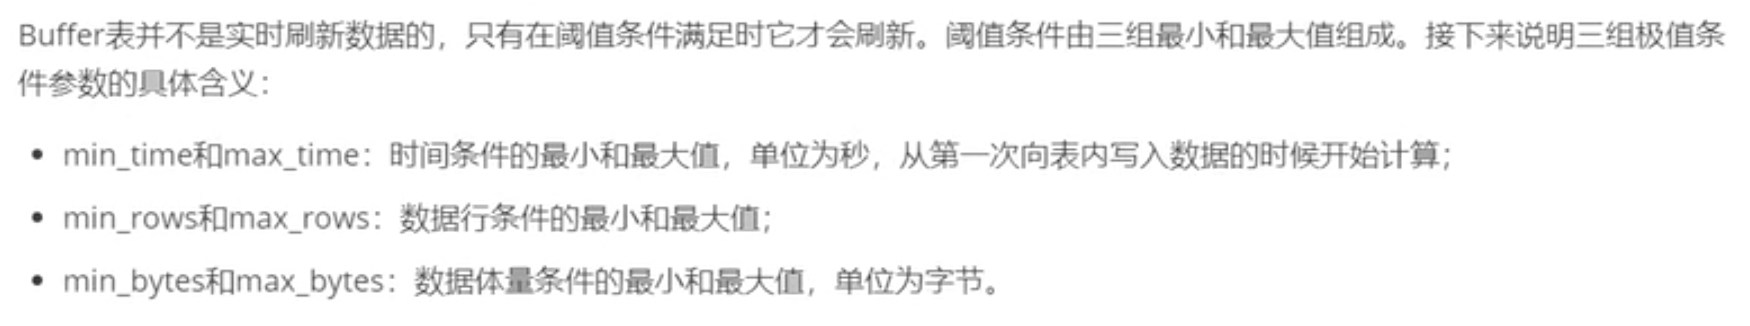 Buffer表并不是实时刷新数据的，只有在阈值条件满足时它才会刷新。阈值条件由三组最小和最大值组成。接下来说明三组极值条
件参数的具体含义：
• min_time和max_time：时间条件的最小和最大值，单位为秒，从第一次向表内写入数据的时候开始计算；
• min_rows和max_rows：数据行条件的最小和最大值；
• min_bytes和max_bytes：数据体量条件的最小和最大值，单位为字节。